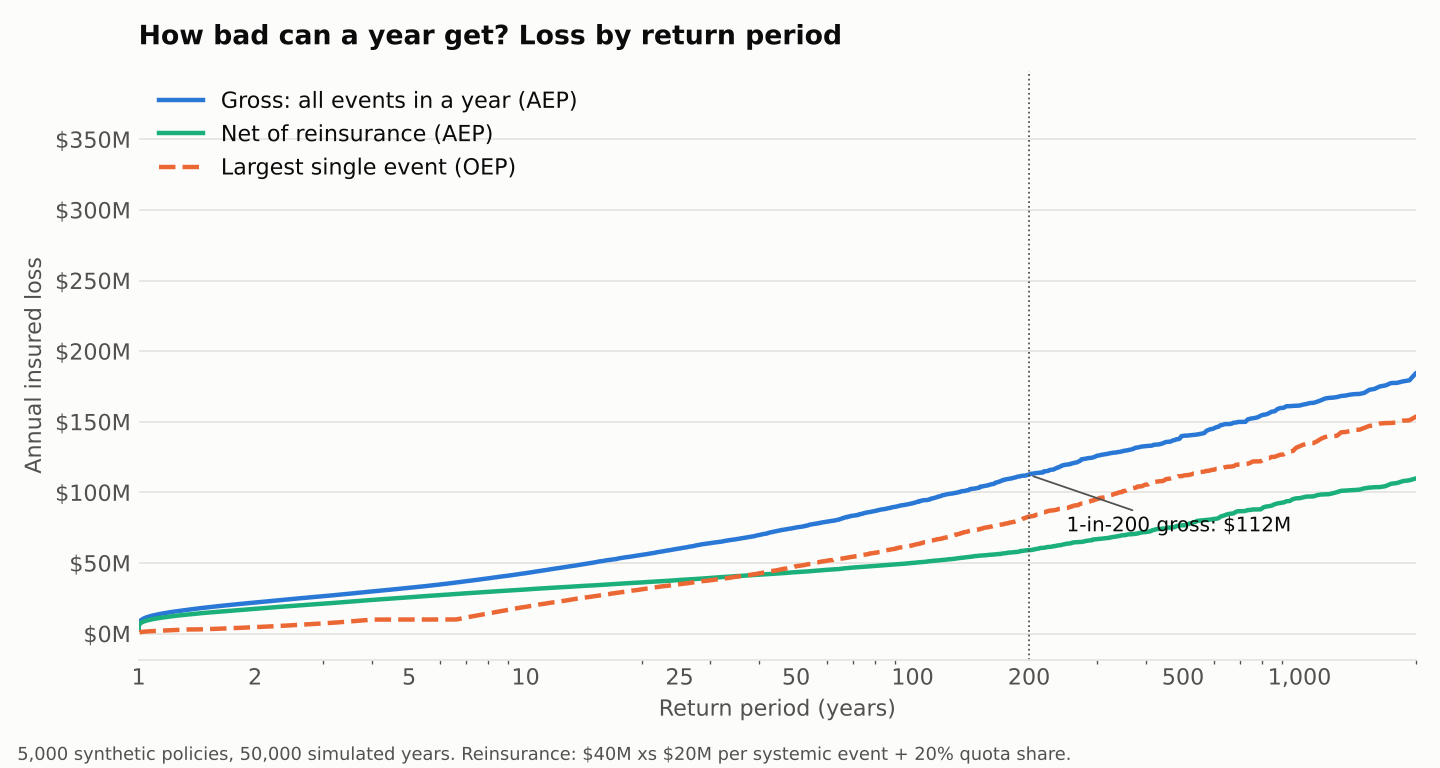 How bad can a year get? Loss by return period
Gross: all events in a year (AEP)
Net of reinsurance (AEP)
Largest single event (OEP)
$350M
$300M
$250M
$200M
$150M
$100M
$50M
$0M
Annual insured loss
1-in-200 gross: $112M
1 2 5 10 25 50 100 200 500 1,000
Return period (years)
5,000 synthetic policies, 50,000 simulated years. Reinsurance: $40M xs $20M per systemic event + 20% quota share.